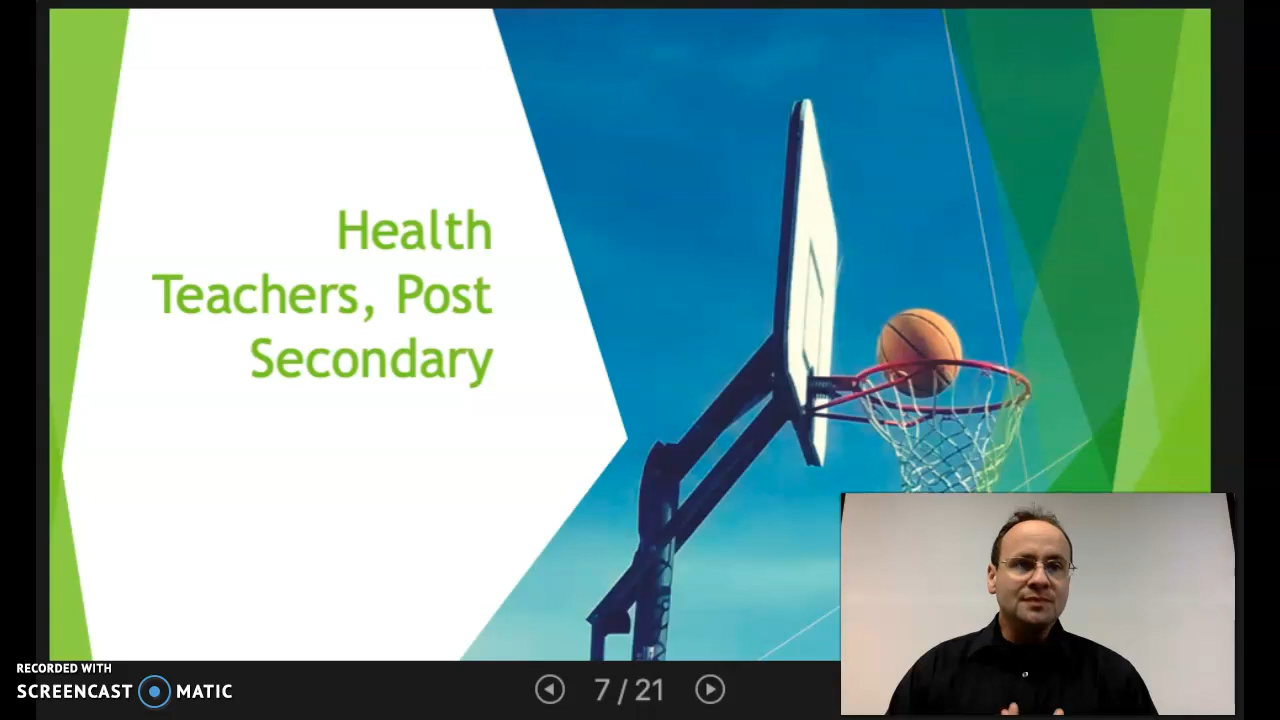 Health
Teachers, Post
Secondary
RECORDED WITH
SCREENCAST MATIC
7 / 21